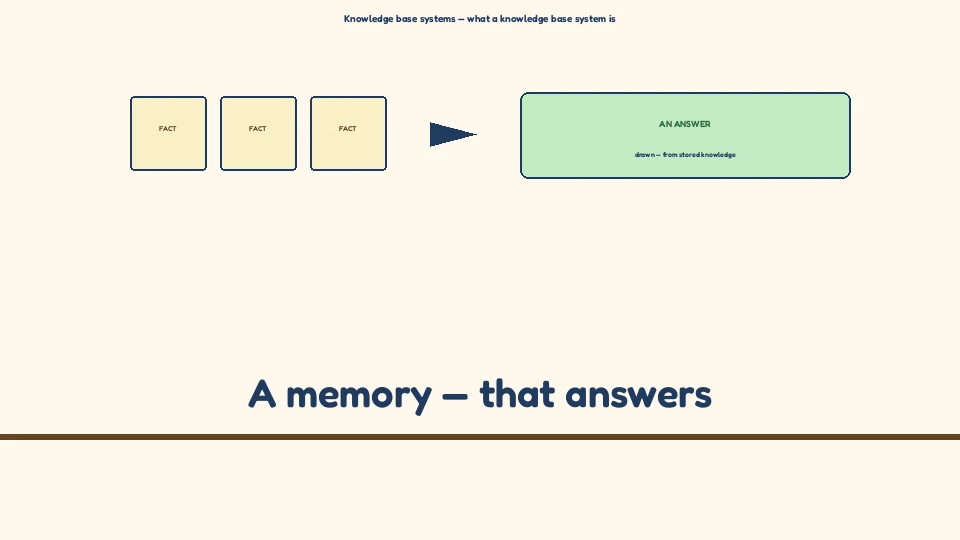 Knowledge base systems — what a knowledge base system is
FACT
FACT
FACT
AN ANSWER
drawn — from stored knowledge
A memory — that answers